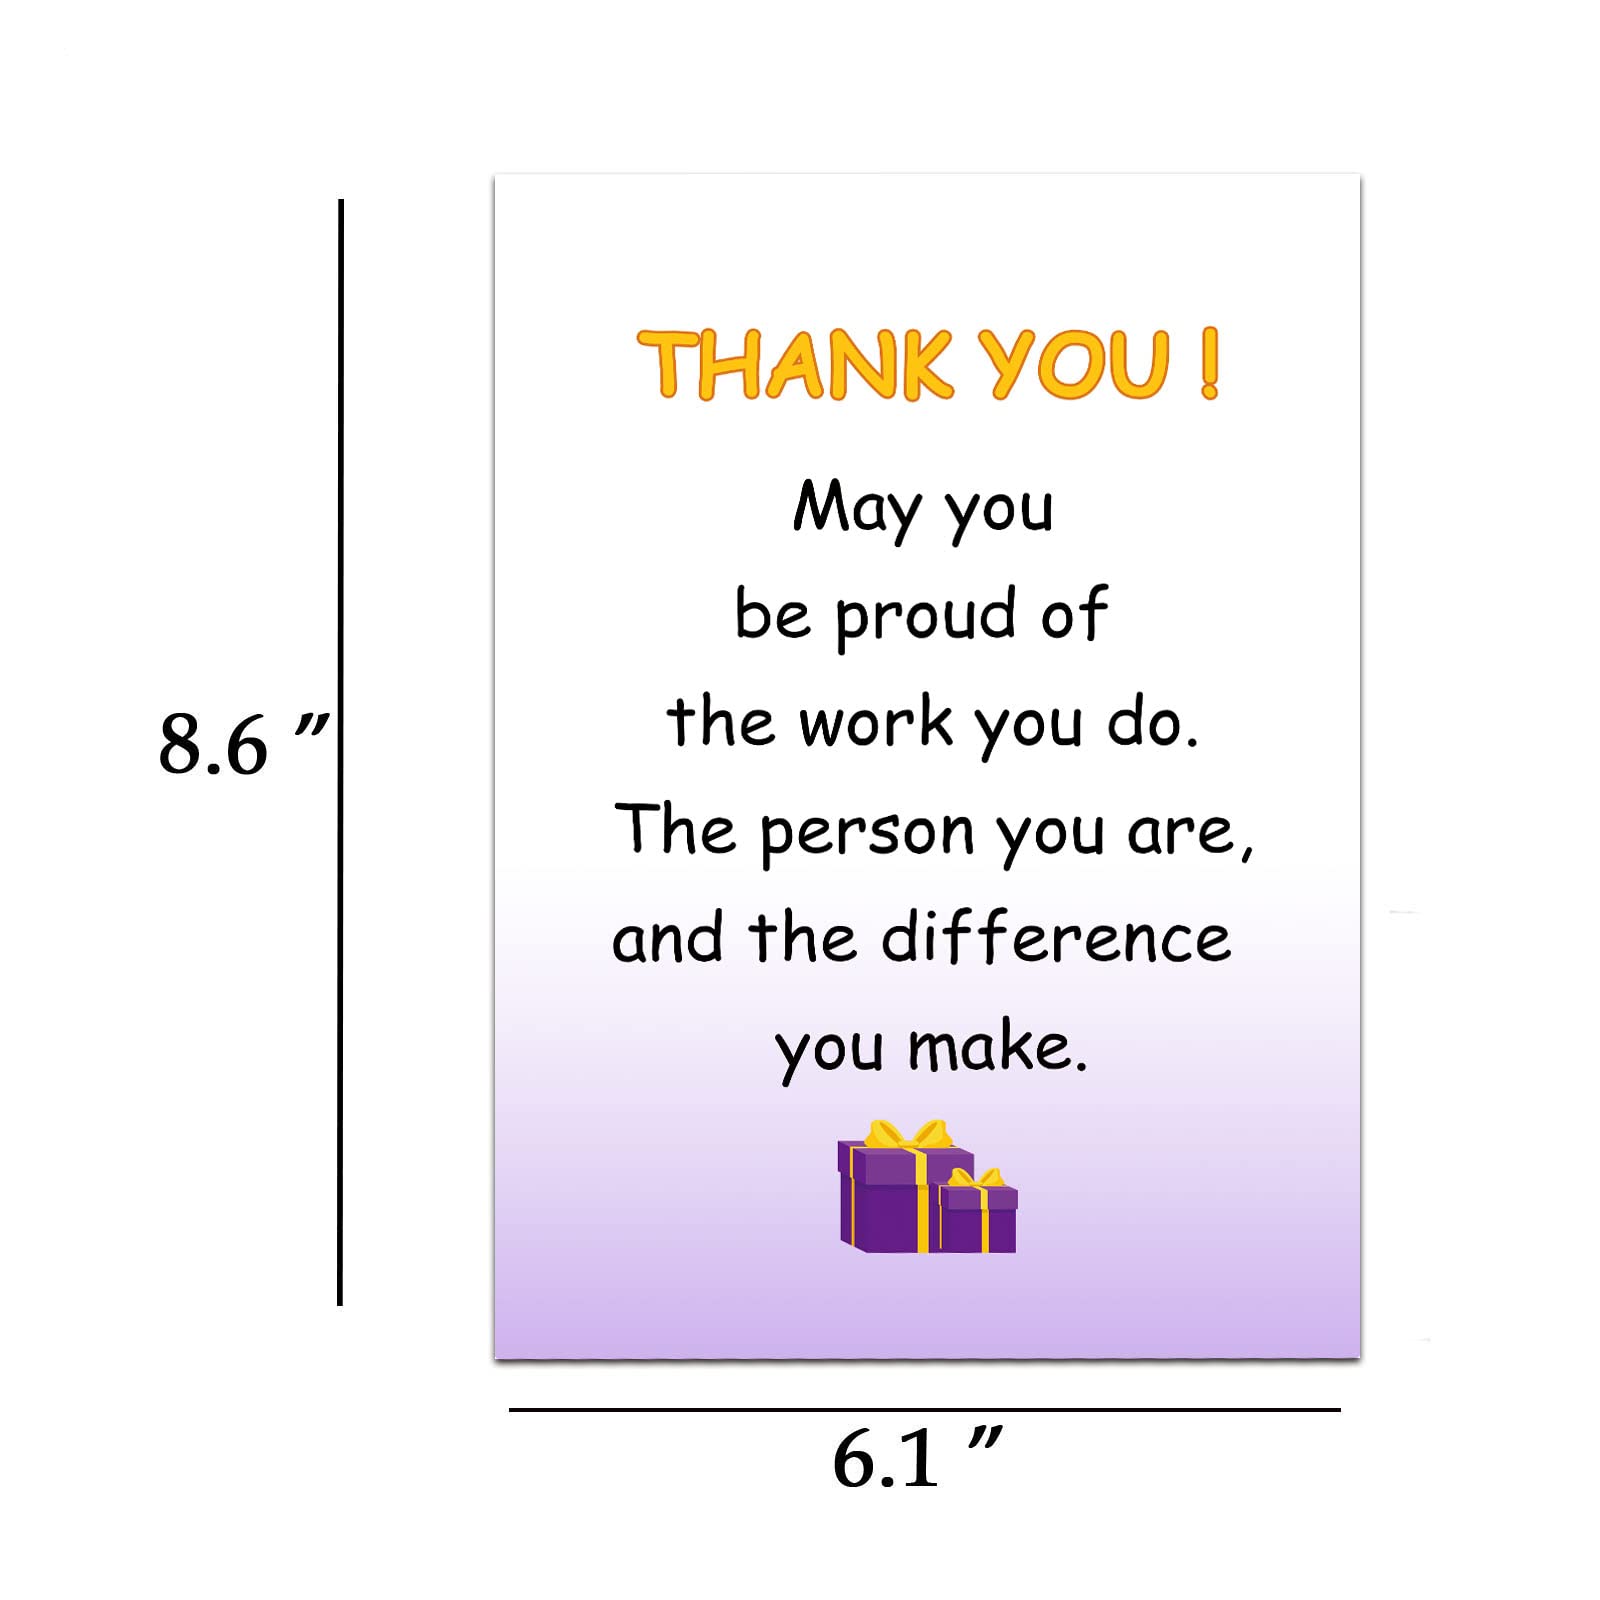 THANK YOU !
May you
be proud of
the work you do.
The person you are,
and the difference
you make.
8.6 ”
6.1 ”